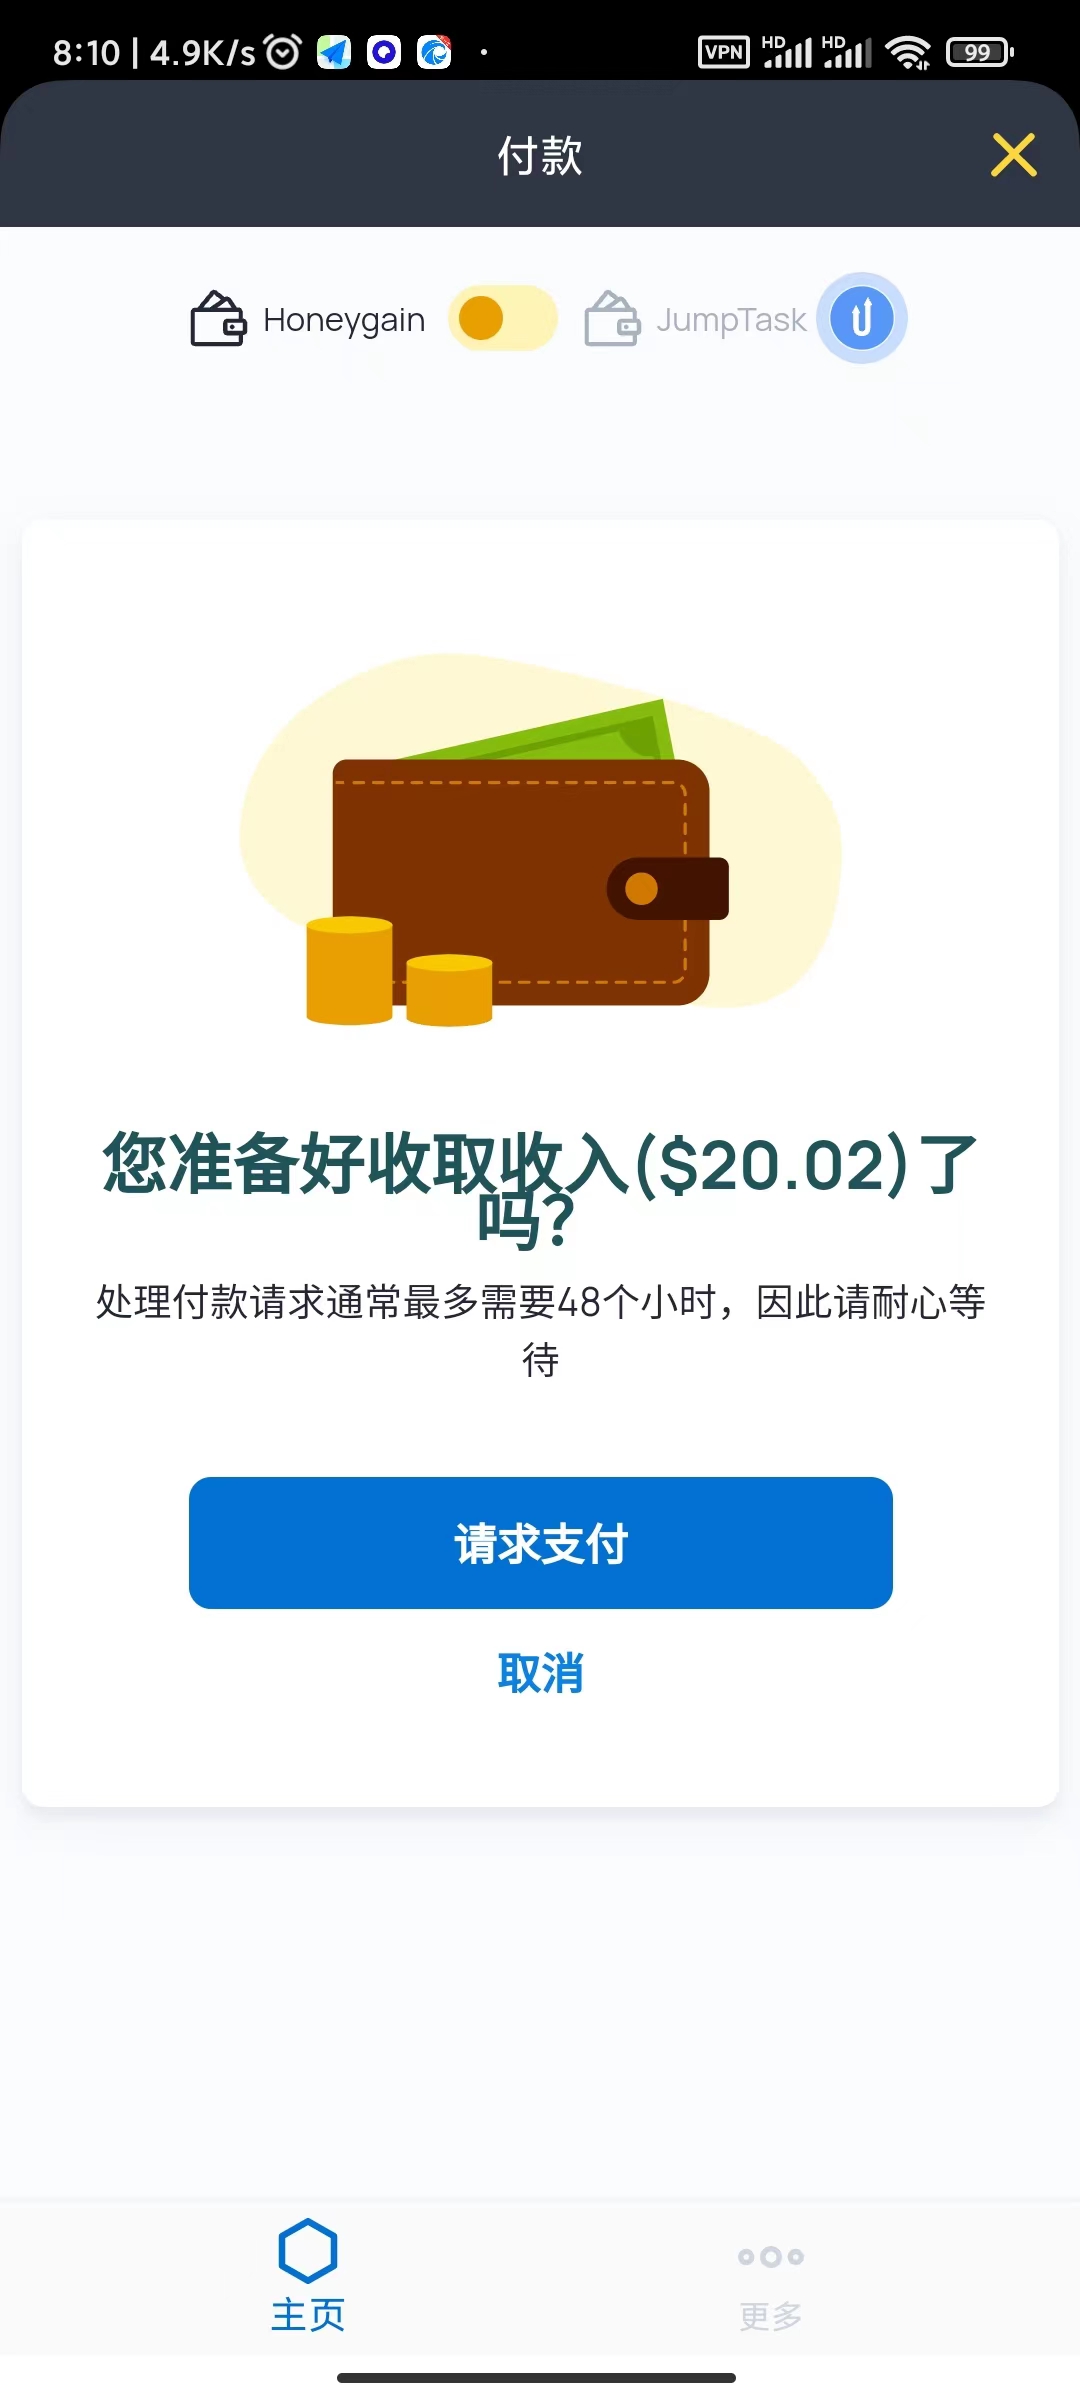 8:10 | 4.9K/s VPN HD HD 99
付款
Honeygain JumpTask
您准备好收取收入($20.02)了
吗?
处理付款请求通常最多需要48个小时，因此请耐心等
待
请求支付
取消
主页 更多